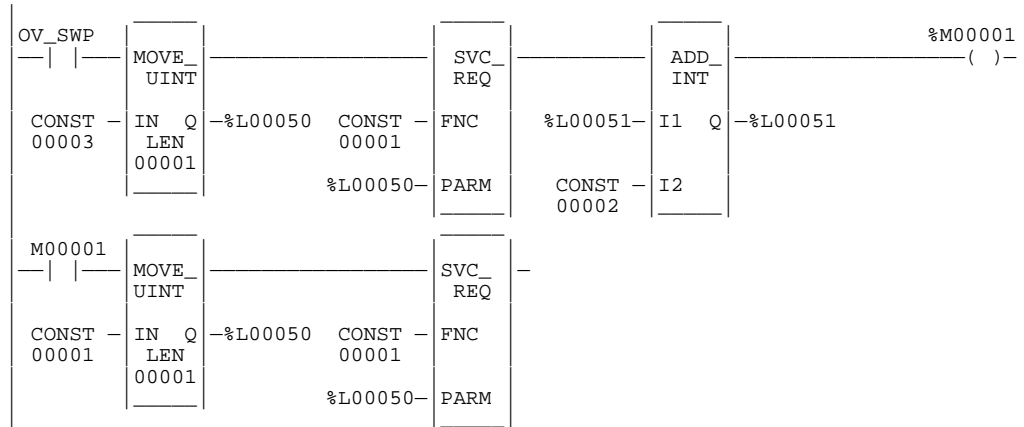 OV_SWP %M00001
MOVE_ SVC_ ADD_ ( )
UINT REQ INT
CONST IN Q %L00050 CONST FNC %L00051 I1 Q %L00051
00003 LEN 00001
00001
%L00050 PARM CONST I2
00002
M00001
MOVE_ SVC_
UINT REQ
CONST IN Q %L00050 CONST FNC
00001 LEN 00001
00001
%L00050 PARM